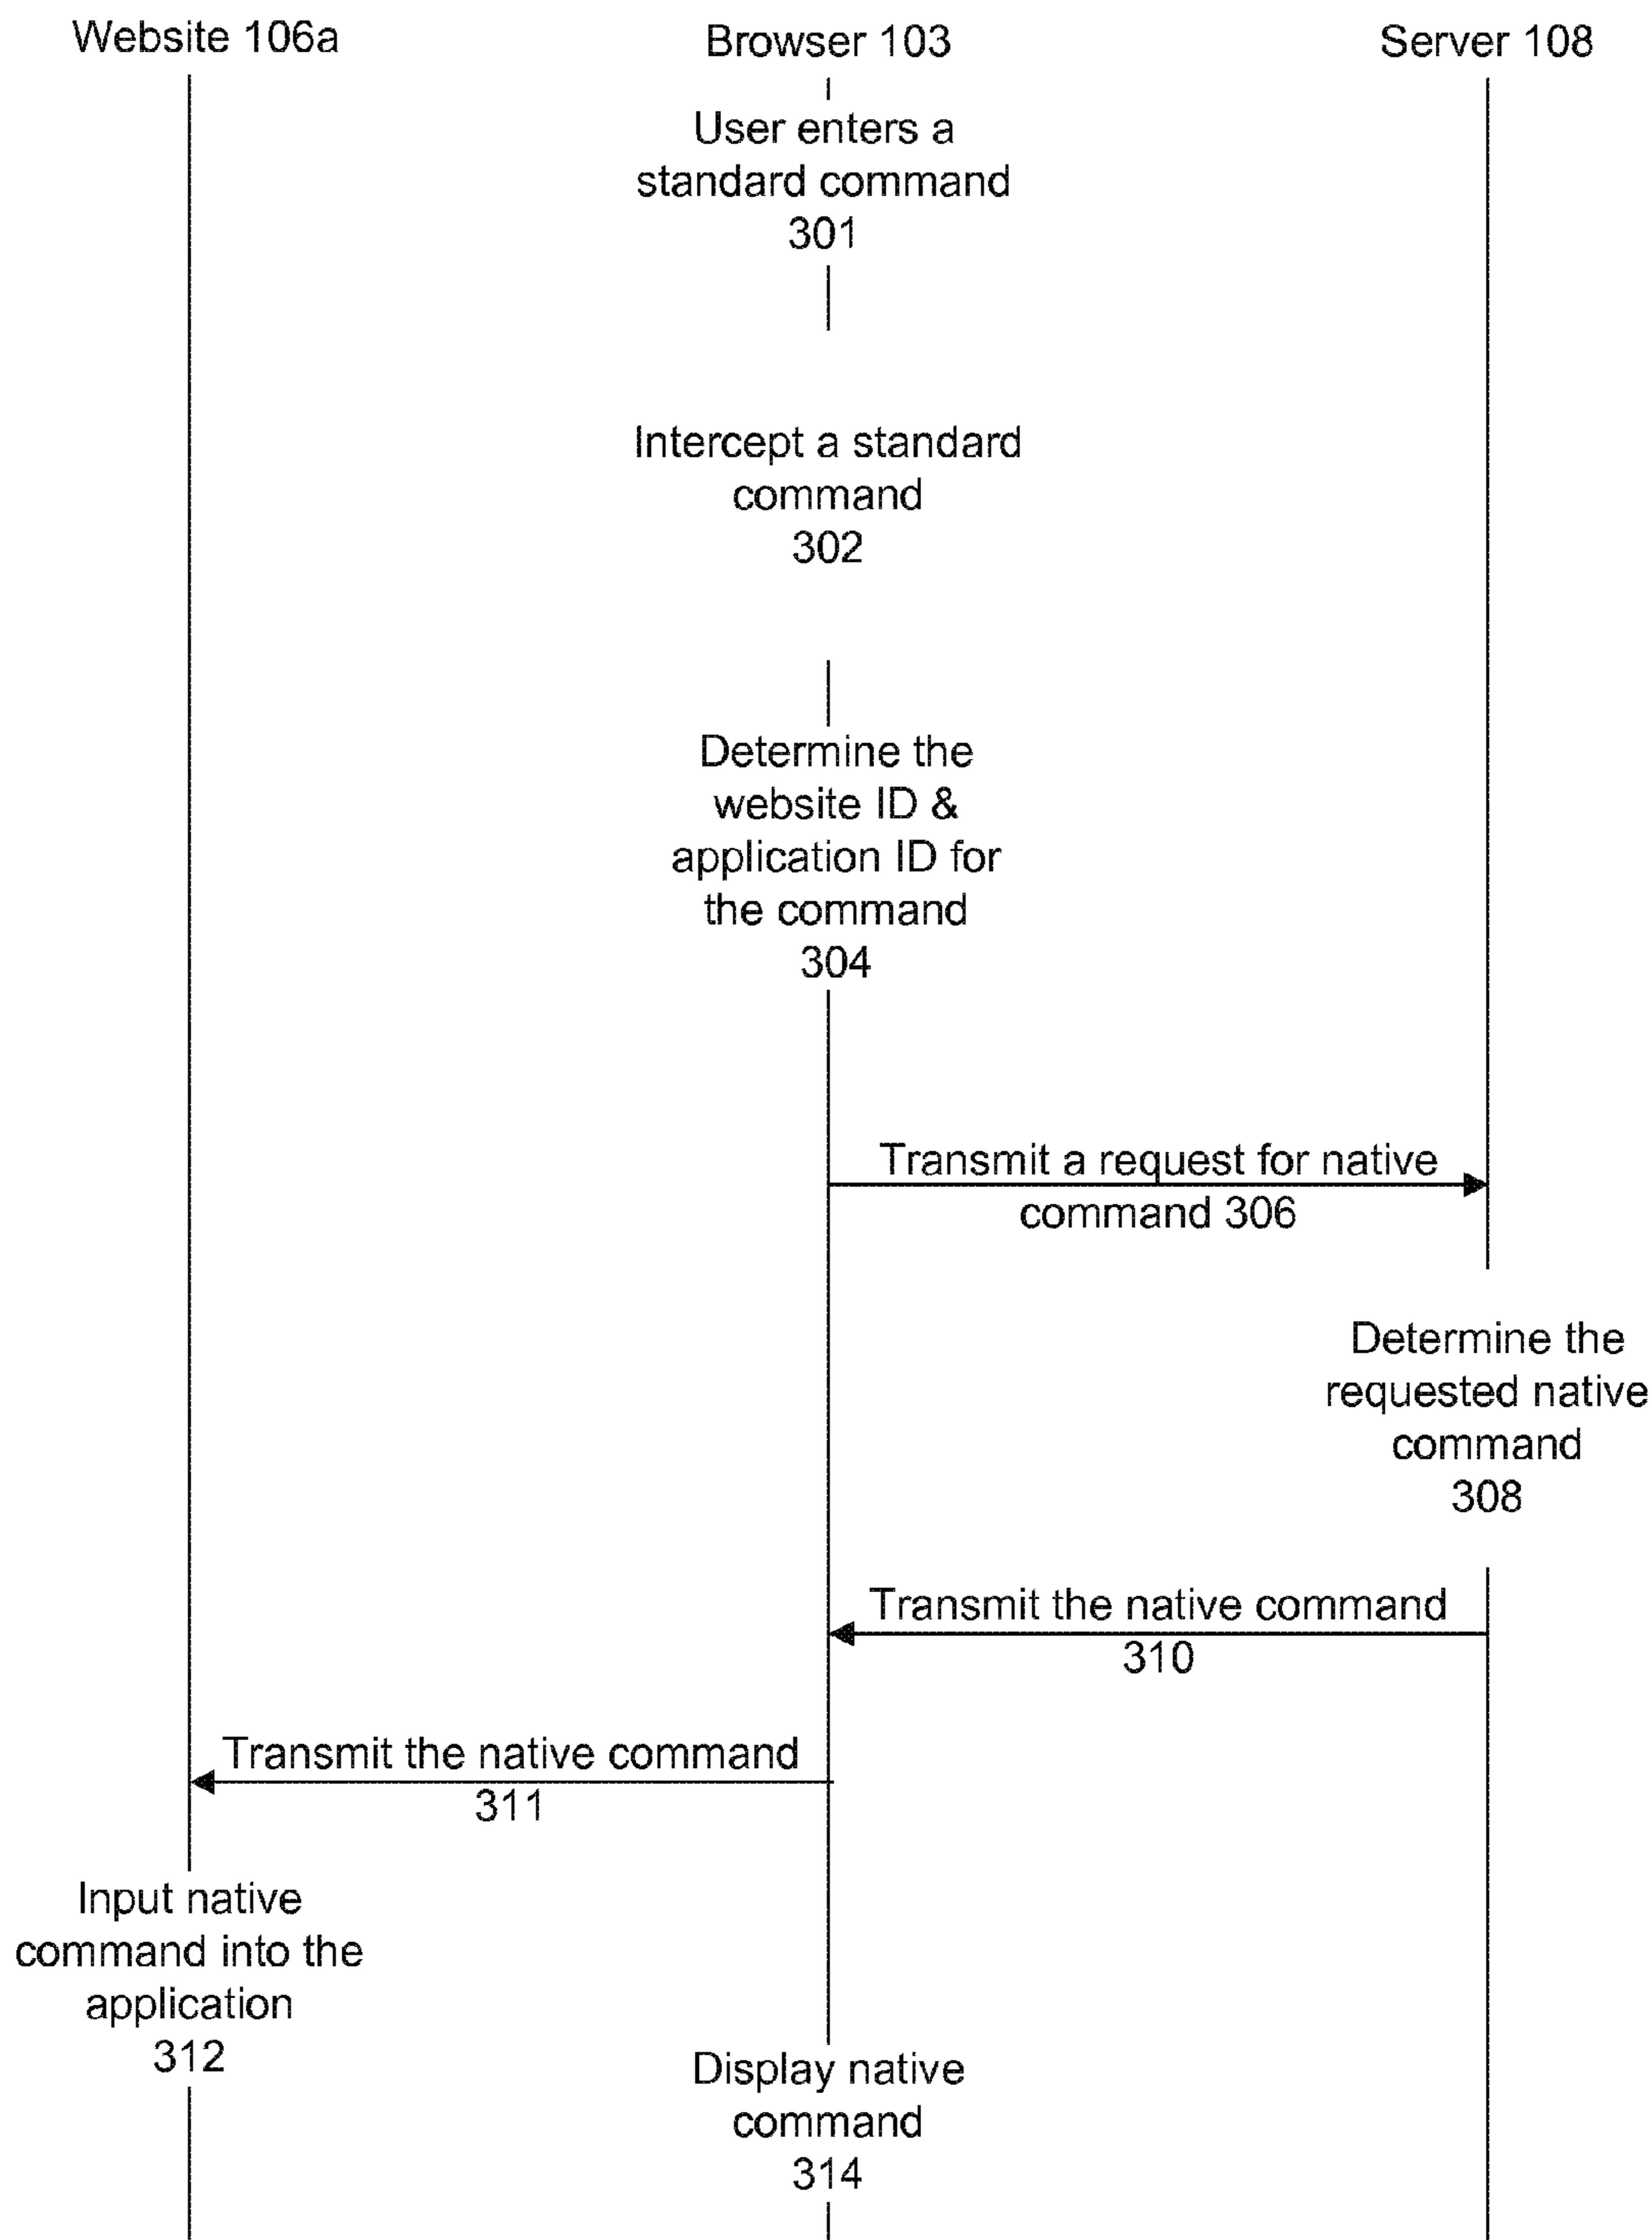 Website 106a
Browser 103
Server 108
User enters a
standard command
301
Intercept a standard
command
302
Determine the
website ID &
application ID for
the command
304
Transmit a request for native
command 306
Determine the
requested native
command
308
Transmit the native command
310
Transmit the native command
311
Input native
command into the
application
312
Display native
command
314